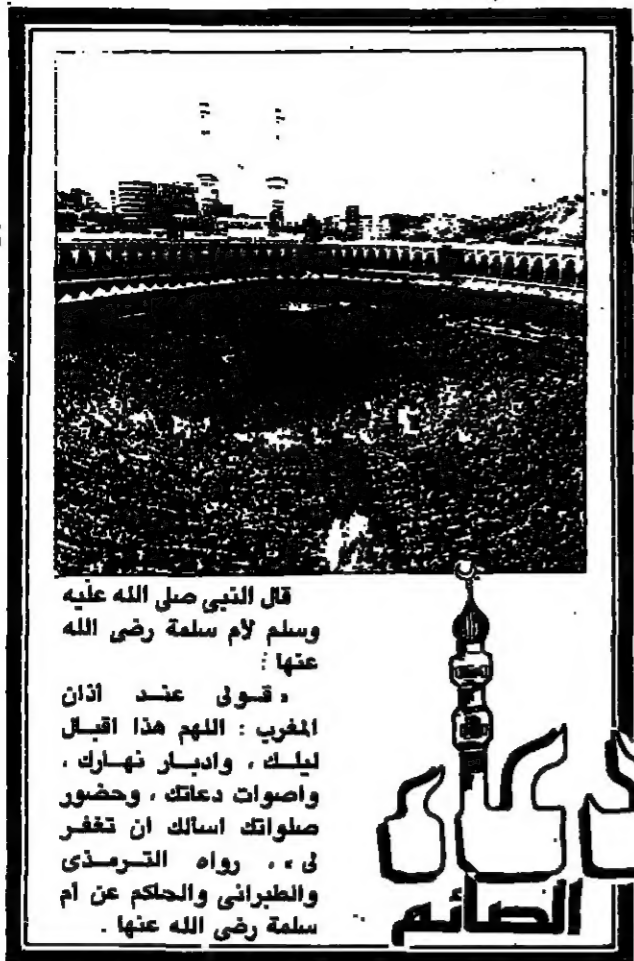 قال النبي صلى الله عليه
وسلم لأم سلمة رضى الله
عنها :
« قولى عند أذان
المغرب : اللهم هذا اقبال
ليلك ، وادبار نهارك ،
واصوات دعاتك ، وحضور
صلواتك اسالك ان تغفر
لى » ، رواه الترمذى
والطبرانى والحاكم عن أم
سلمة رضى الله عنها .
دعاء
الصائم